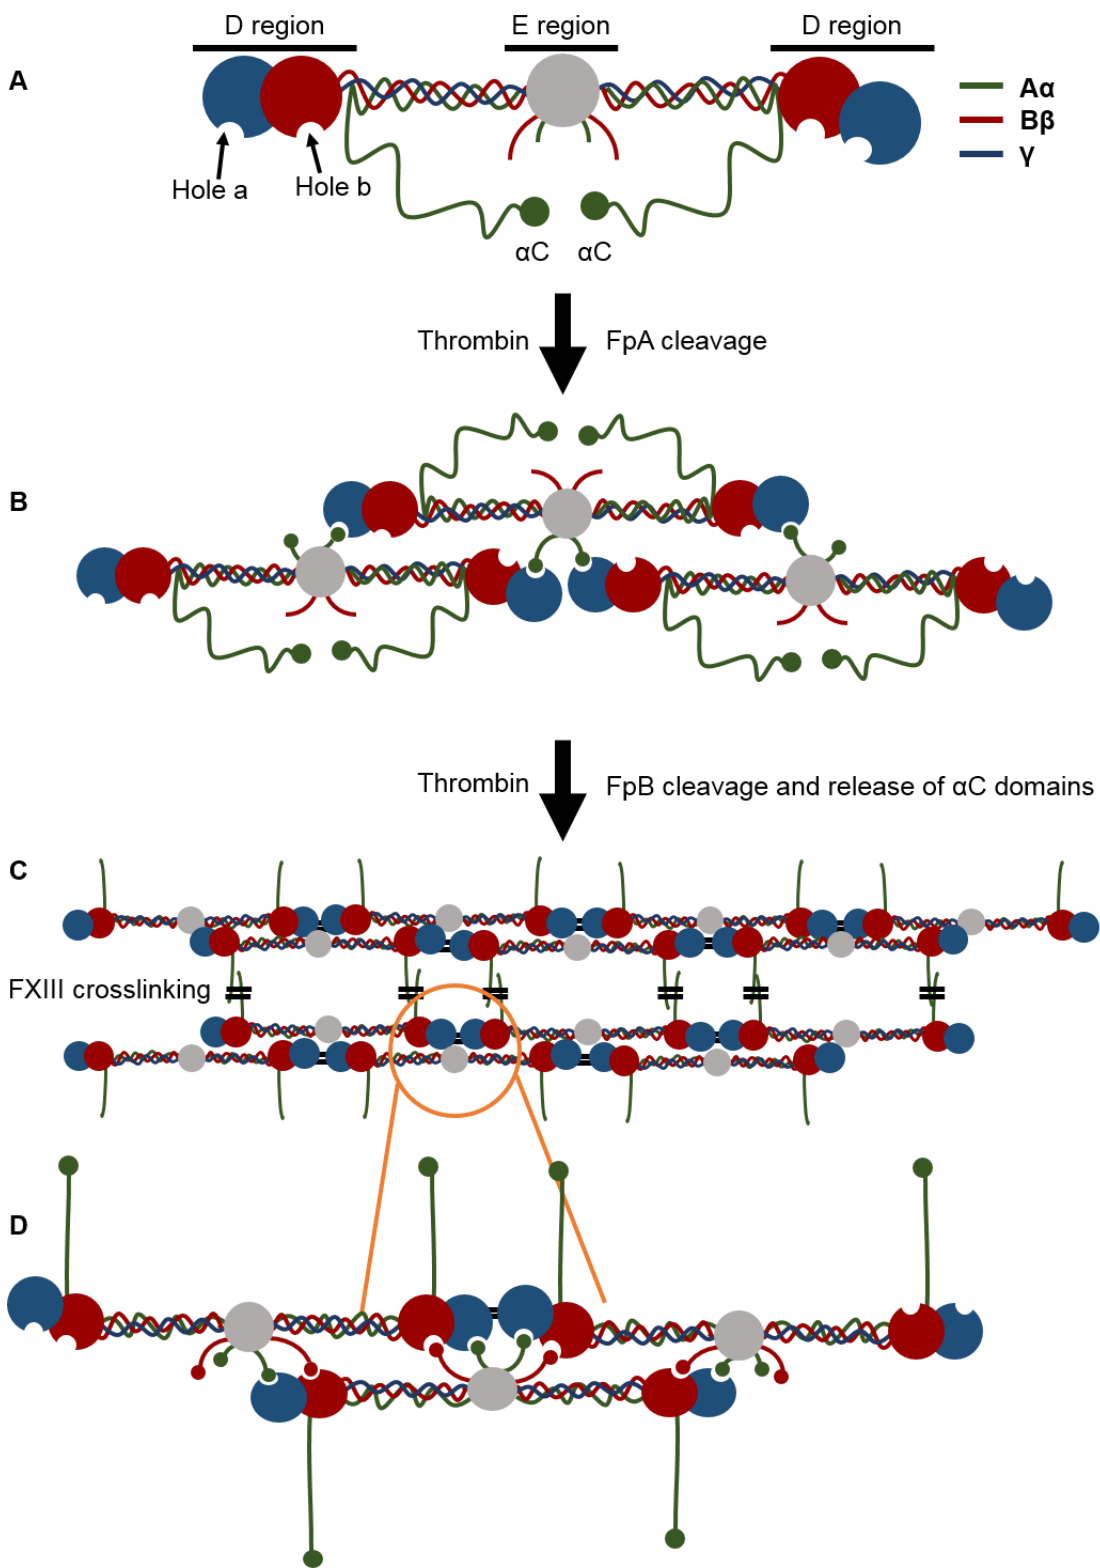 D region
E region
D region
A
Aα
Bβ
γ
Hole a
Hole b
αC
αC
Thrombin
FpA cleavage
B
Thrombin
FpB cleavage and release of αC domains
C
FXIII crosslinking
D